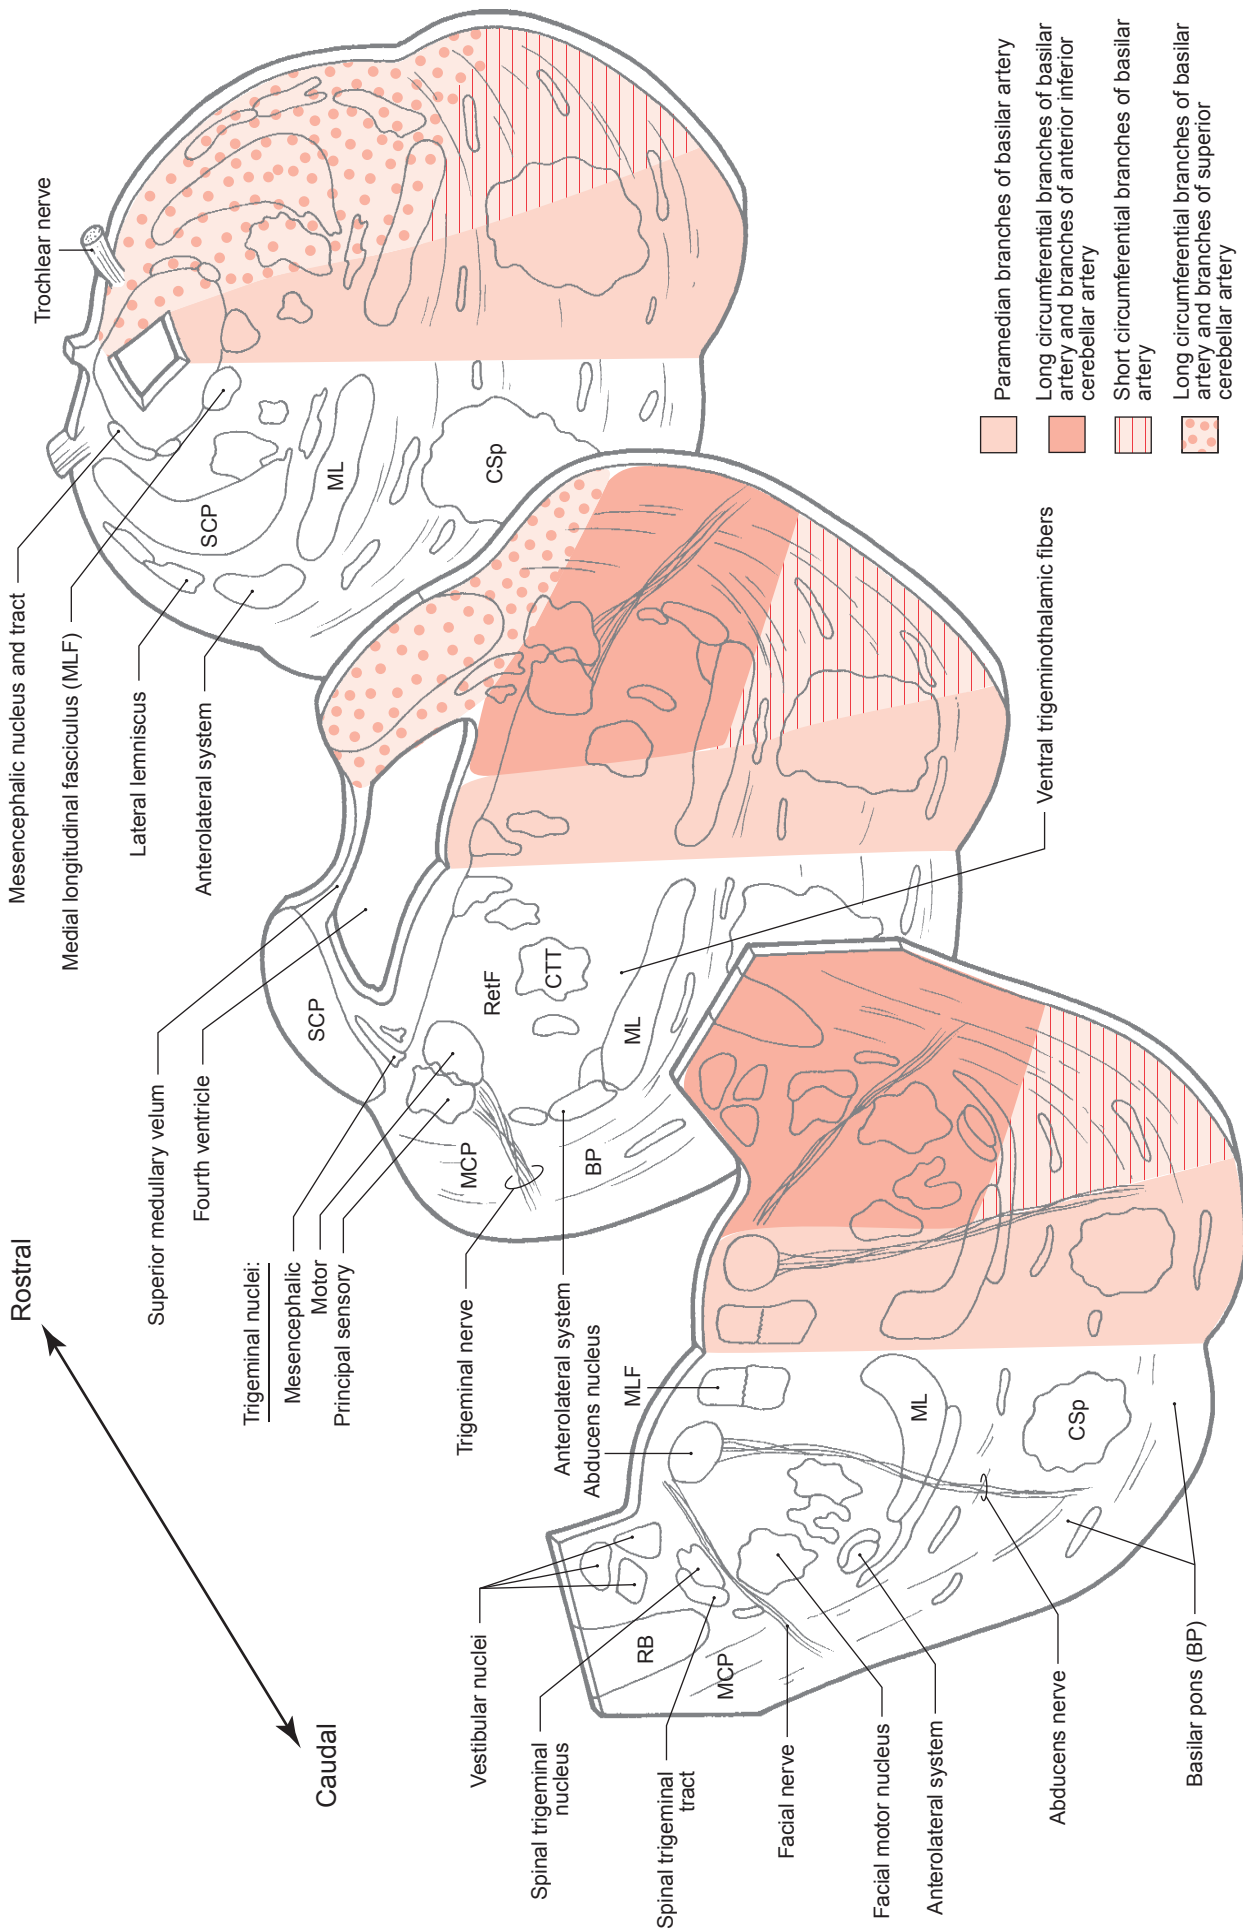 Rostral
Caudal
Trochlear nerve
Mesencephalic nucleus and tract
Medial longitudinal fasciculus (MLF)
Lateral lemniscus
Anterolateral system
SCP
ML
CSp
Superior medullary velum
Fourth ventricle
Trigeminal nuclei:
Mesencephalic
Motor
Principal sensory
Trigeminal nerve
Anterolateral system
SCP
RetF
CTT
MCP
ML
BP
Ventral trigeminothalamic fibers
Abducens nucleus
MLF
Vestibular nuclei
Spinal trigeminal
nucleus
Spinal trigeminal
tract
Facial nerve
Facial motor nucleus
Anterolateral system
Abducens nerve
Basilar pons (BP)
RB
MCP
ML
CSp
Paramedian branches of basilar artery
Long circumferential branches of basilar
artery and branches of anterior inferior
cerebellar artery
Short circumferential branches of basilar
artery
Long circumferential branches of basilar
artery and branches of superior
cerebellar artery